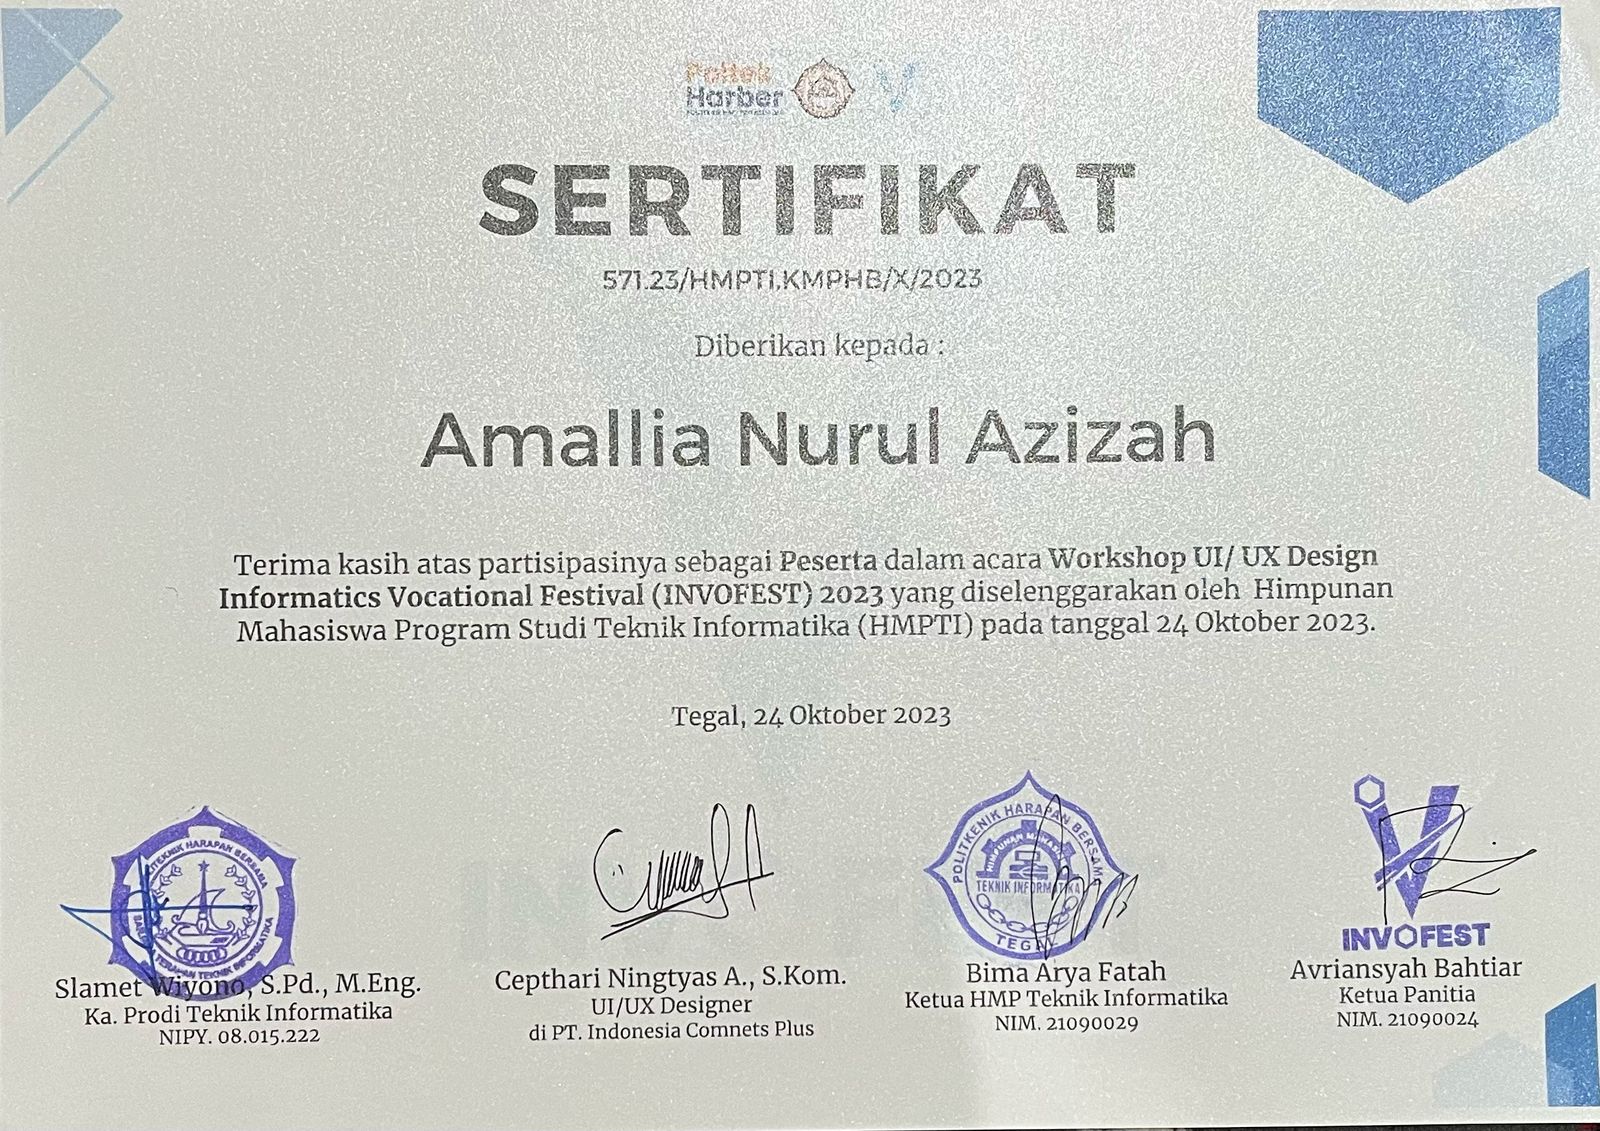 Poltek
Harber
SERTIFIKAT
571.23/HMPTI.KMPHB/X/2023
Diberikan kepada :
Amallia Nurul Azizah
Terima kasih atas partisipasinya sebagai Peserta dalam acara Workshop UI/ UX Design
Informatics Vocational Festival (INVOFEST) 2023 yang diselenggarakan oleh Himpunan
Mahasiswa Program Studi Teknik Informatika (HMPTI) pada tanggal 24 Oktober 2023.
Tegal, 24 Oktober 2023
POLITEKNIK HARAPAN BERSAMA
TERAPAN TEKNIK INFORMATIKA
Slamet Wiyono, S.Pd., M.Eng.
Ka. Prodi Teknik Informatika
NIPY. 08.015.222
Cepthari Ningtyas A., S.Kom.
UI/UX Designer
di PT. Indonesia Comnets Plus
POLITKENIK HARAPAN BERSAMA
TEKNIK INFORMATIKA
TEGAL
Bima Arya Fatah
Ketua HMP Teknik Informatika
NIM. 21090029
INVOFEST
Avriansyah Bahtiar
Ketua Panitia
NIM. 21090024